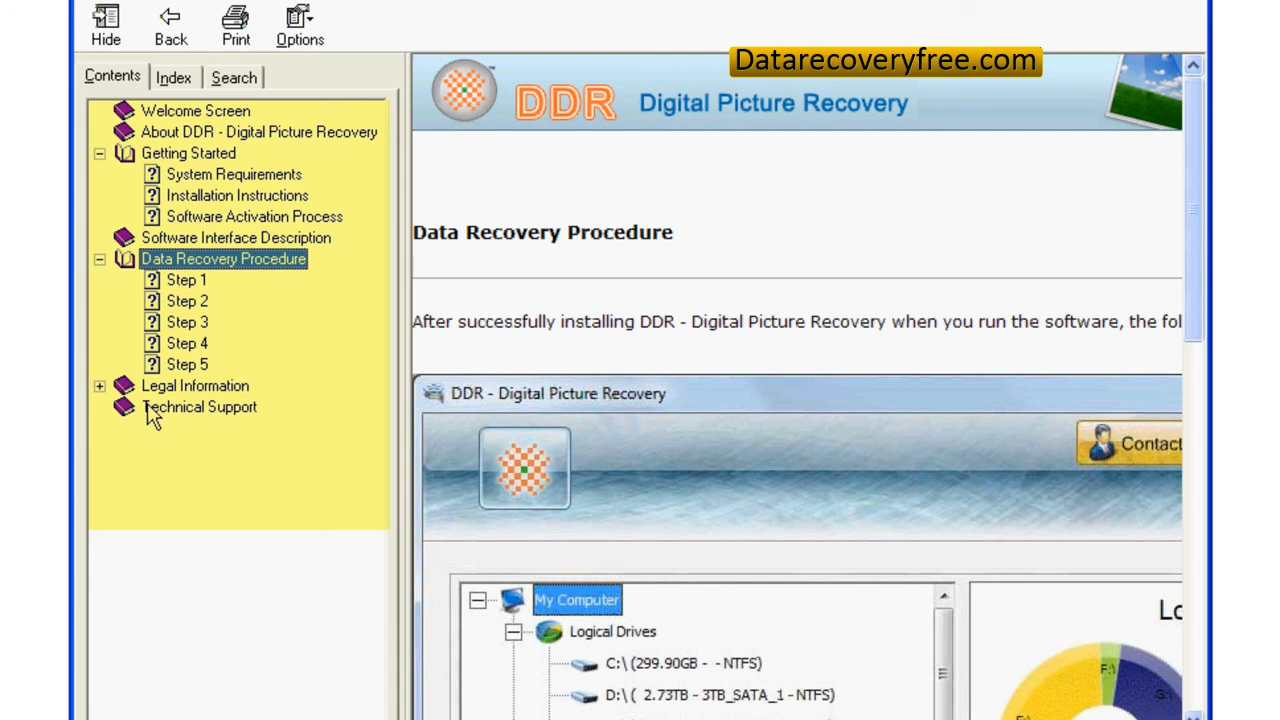 Hide Back Print Options
Datarecoveryfree.com
Contents Index Search
Welcome Screen
About DDR - Digital Picture Recovery
Getting Started
System Requirements
Installation Instructions
Software Activation Process
Software Interface Description
Data Recovery Procedure
Step 1
Step 2
Step 3
Step 4
Step 5
Legal Information
Technical Support
DDR Digital Picture Recovery
Data Recovery Procedure
After successfully installing DDR - Digital Picture Recovery when you run the software, the fol
DDR - Digital Picture Recovery
Contact
My Computer
Logical Drives
C:\ (299.90GB - - NTFS)
D:\ ( 2.73TB - 3TB_SATA_1 - NTFS)
F:\
G:\